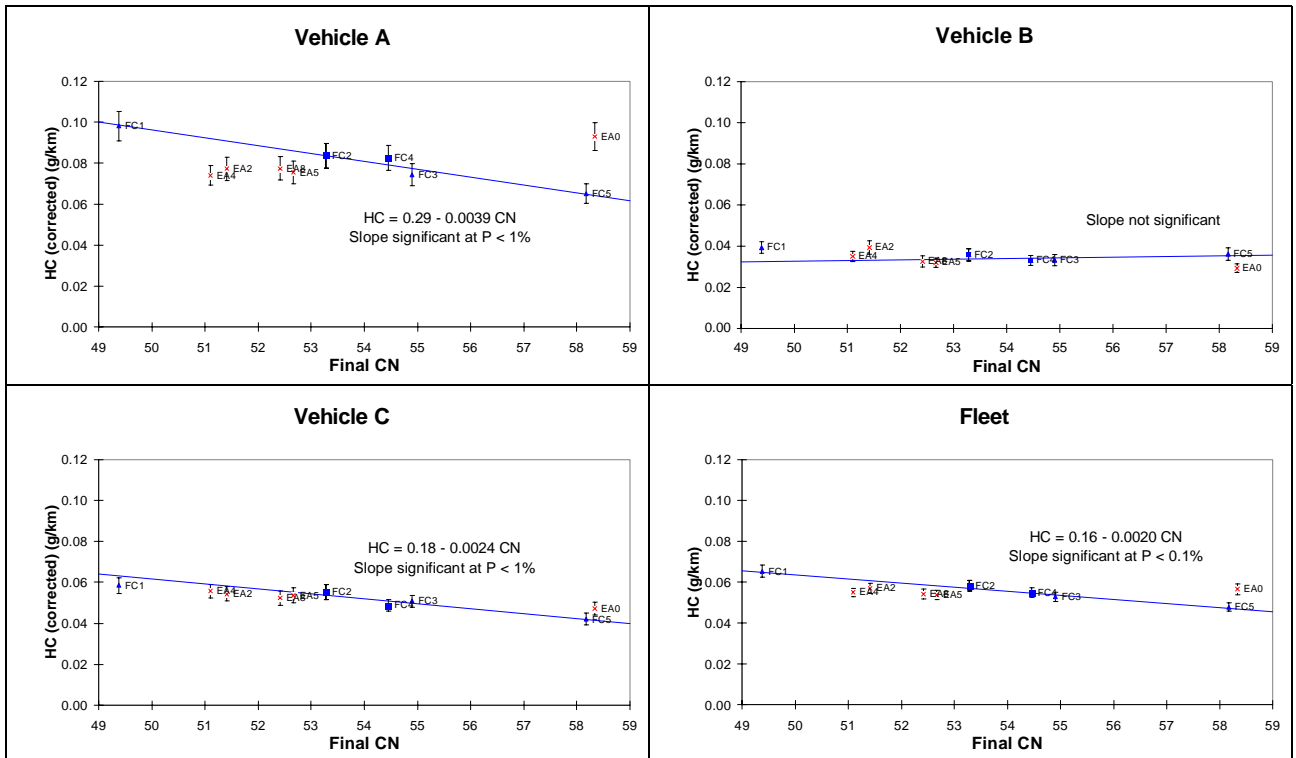 Vehicle A
HC (corrected) (g/km)
0.12
0.10
0.08
0.06
0.04
0.02
0.00
FC1
EA4
EA2
EA5
FC2
FC4
FC3
FC5
EA0
HC = 0.29 - 0.0039 CN
Slope significant at P < 1%
49 50 51 52 53 54 55 56 57 58 59
Final CN
Vehicle B
HC (corrected) (g/km)
0.12
0.10
0.08
0.06
0.04
0.02
0.00
Slope not significant
FC1
EA4
EA2
EA5
FC2
FC4
FC3
FC5
EA0
49 50 51 52 53 54 55 56 57 58 59
Final CN
Vehicle C
HC (corrected) (g/km)
0.12
0.10
0.08
0.06
0.04
0.02
0.00
HC = 0.18 - 0.0024 CN
Slope significant at P < 1%
FC1
EA4
EA2
EA5
FC2
FC4
FC3
FC5
EA0
49 50 51 52 53 54 55 56 57 58 59
Final CN
Fleet
HC (corrected) (g/km)
0.12
0.10
0.08
0.06
0.04
0.02
0.00
HC = 0.16 - 0.0020 CN
Slope significant at P < 0.1%
FC1
EA4
EA2
EA5
FC2
FC4
FC3
FC5
EA0
49 50 51 52 53 54 55 56 57 58 59
Final CN